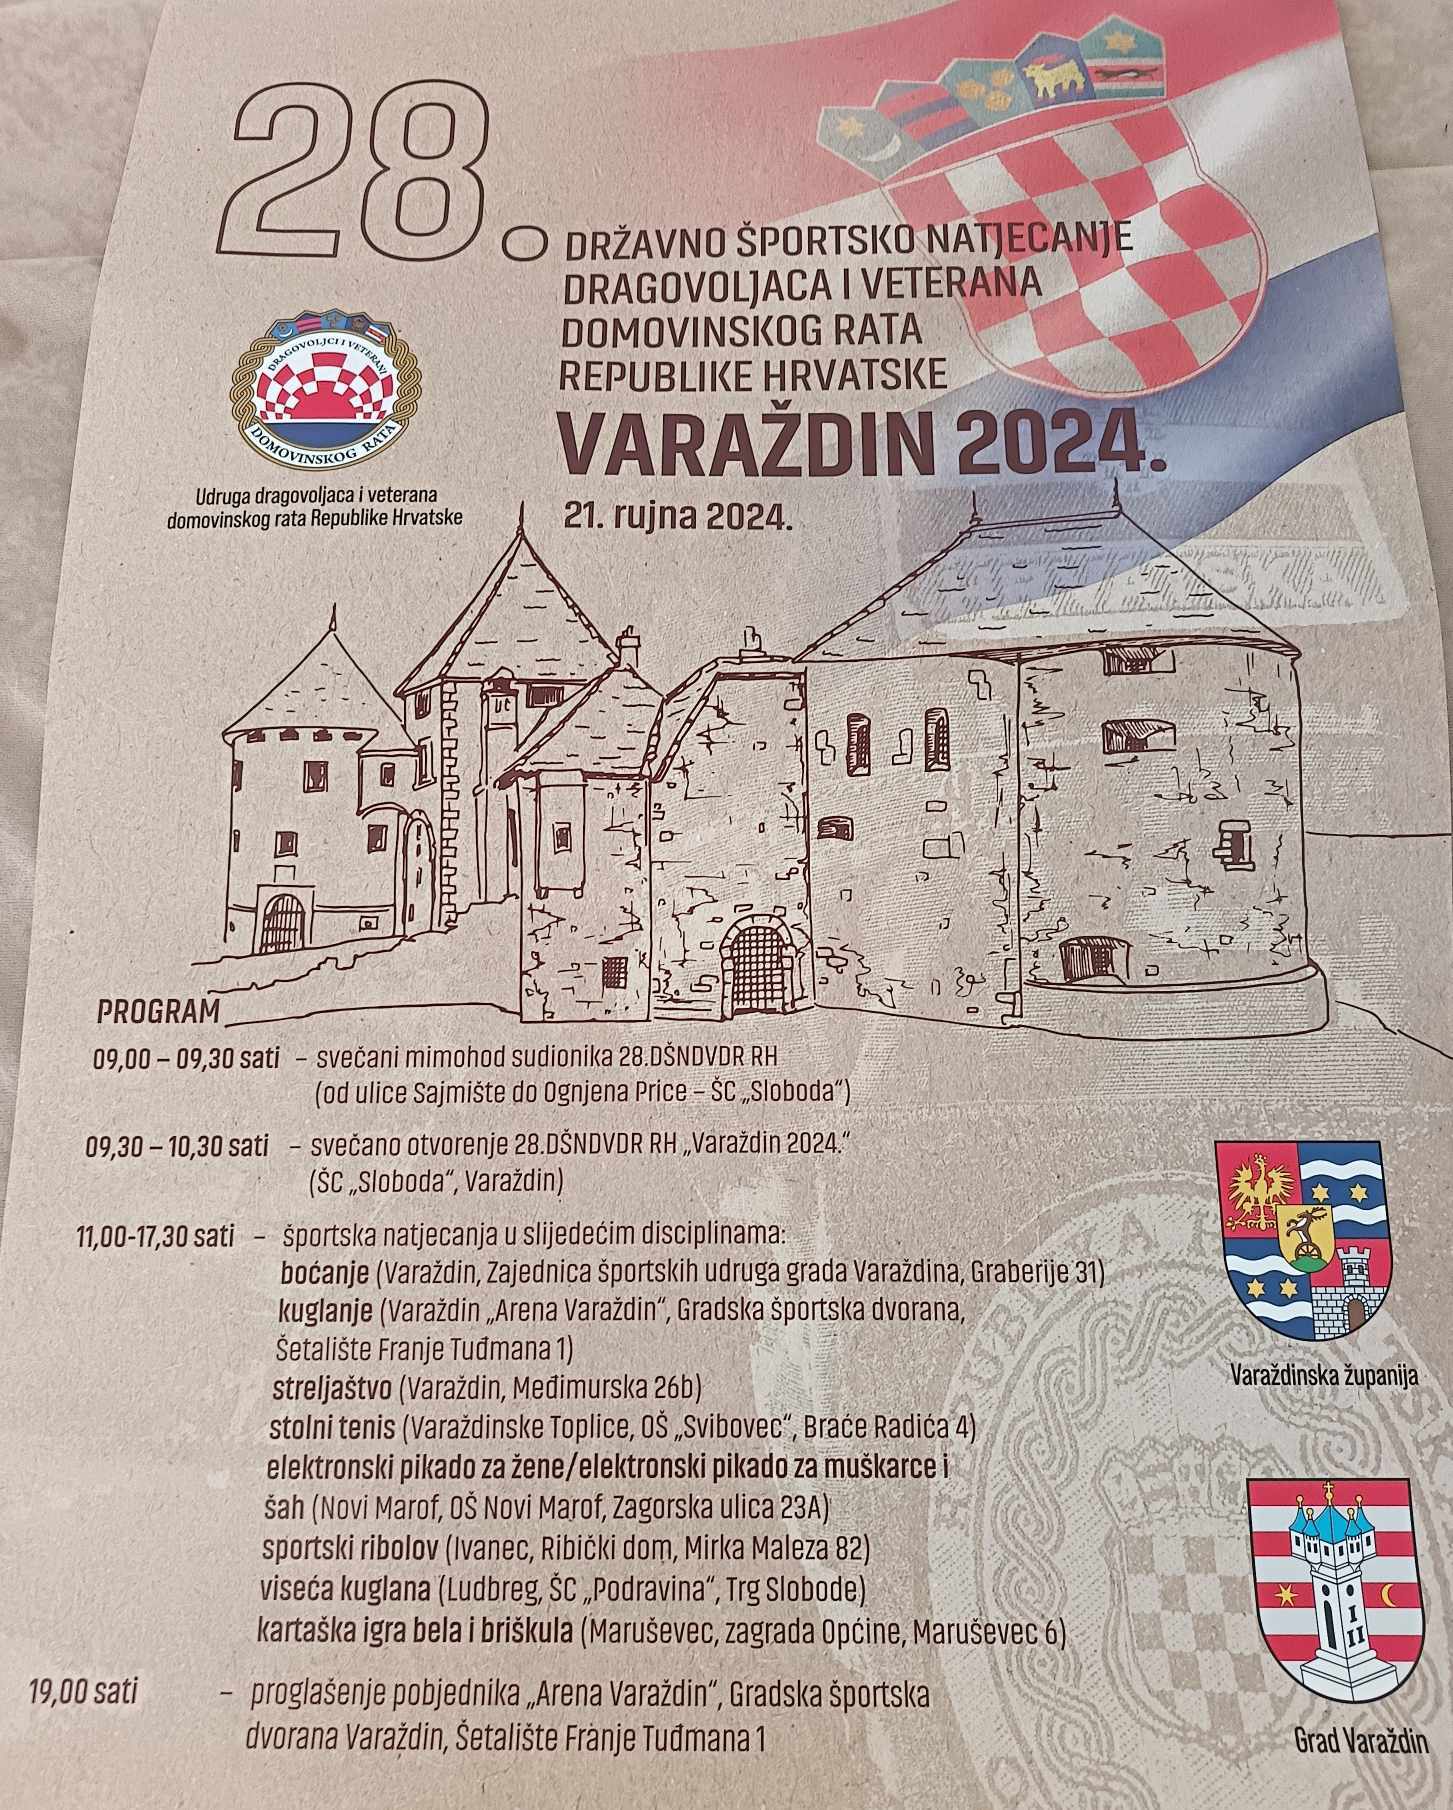 28. DRŽAVNO ŠPORTSKO NATJECANJE
DRAGOVOLJACA I VETERANA
DOMOVINSKOG RATA
REPUBLIKE HRVATSKE
VARAŽDIN 2024.
21. rujna 2024.
DRAGOVOLJCI I VETERANI
DOMOVINSKOG RATA
Udruga dragovoljaca i veterana
domovinskog rata Republike Hrvatske
PROGRAM
09,00 – 09,30 sati – svečani mimohod sudionika 28.DŠNDVDR RH
(od ulice Sajmište do Ognjena Price – ŠC „Sloboda“)
09,30 – 10,30 sati – svečano otvorenje 28.DŠNDVDR RH „Varaždin 2024.“
(ŠC „Sloboda“, Varaždin)
11,00-17,30 sati – športska natjecanja u slijedećim disciplinama:
boćanje (Varaždin, Zajednica športskih udruga grada Varaždina, Graberije 31)
kuglanje (Varaždin „Arena Varaždin“, Gradska športska dvorana,
Šetalište Franje Tuđmana 1)
streljaštvo (Varaždin, Međimurska 26b)
stolni tenis (Varaždinske Toplice, OŠ „Svibovec“, Braće Radića 4)
elektronski pikado za žene/elektronski pikado za muškarce i
šah (Novi Marof, OŠ Novi Marof, Zagorska ulica 23A)
sportski ribolov (Ivanec, Ribički dom, Mirka Maleza 82)
viseća kuglana (Ludbreg, ŠC „Podravina“, Trg Slobode)
kartaška igra bela i briškula (Maruševec, zagrada Općine, Maruševec 6)
19,00 sati – proglašenje pobjednika „Arena Varaždin“, Gradska športska
dvorana Varaždin, Šetalište Franje Tuđmana 1
Varaždinska županija
I
II
Grad Varaždin